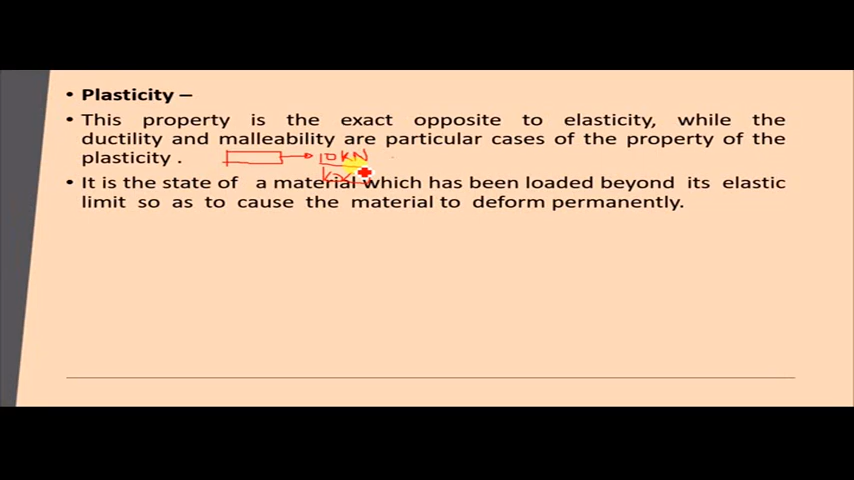 • Plasticity –
• This property is the exact opposite to elasticity, while the
ductility and malleability are particular cases of the property of the
plasticity .
10KN
• It is the state of a material which has been loaded beyond its elastic
limit so as to cause the material to deform permanently.